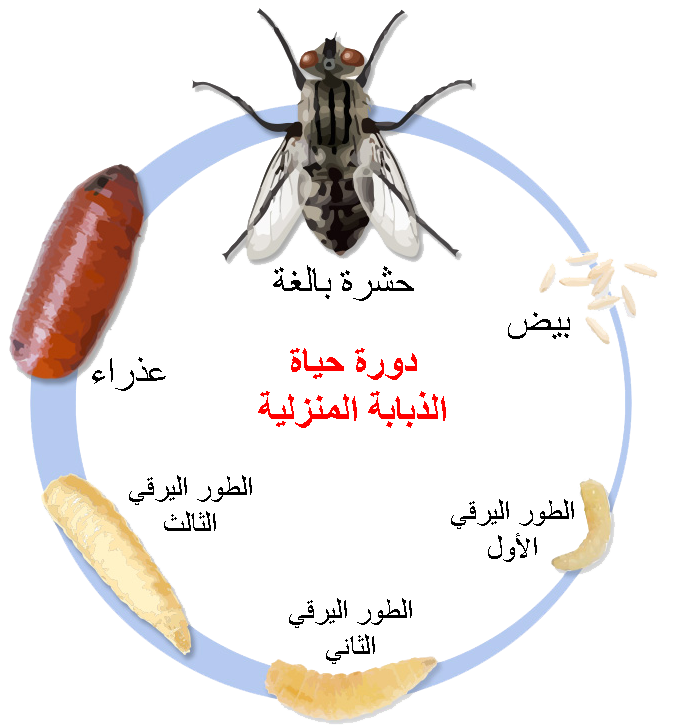 حشرة بالغة
بيض
دورة حياة
الذبابة المنزلية
عذراء
الطور اليرقي
الأول
الطور اليرقي
الثاني
الطور اليرقي
الثالث